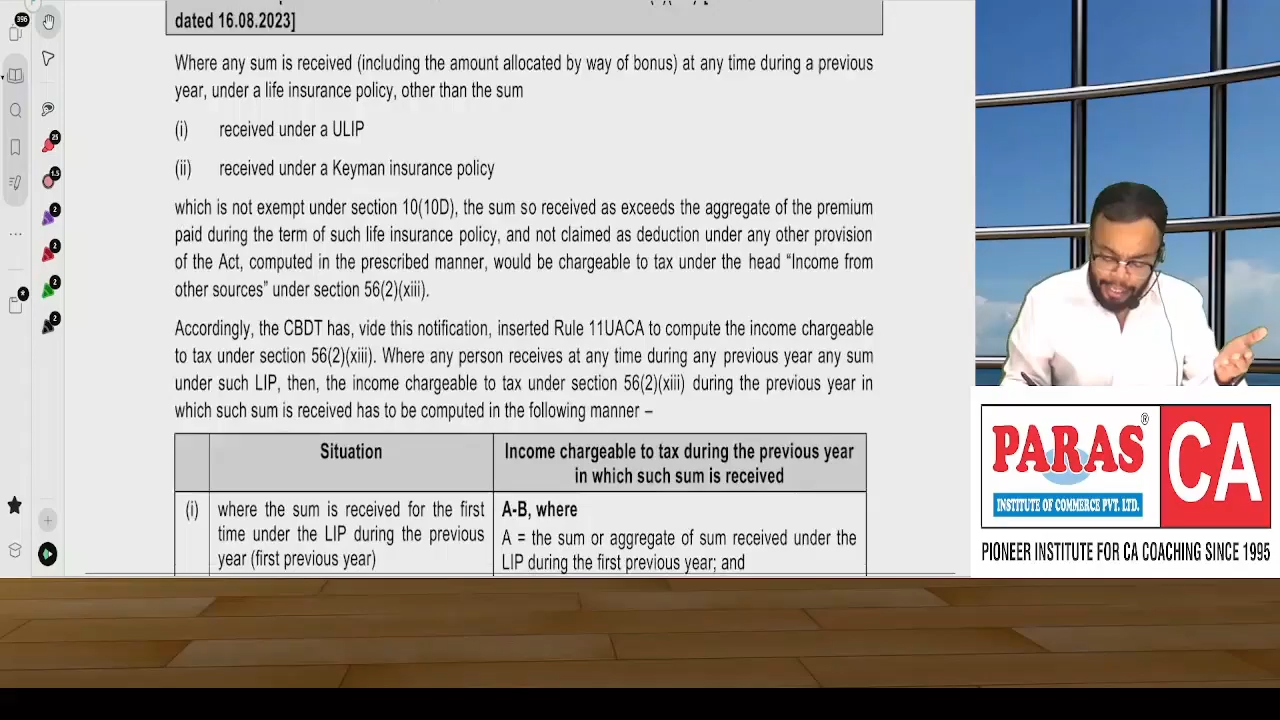 dated 16.08.2023]
Where any sum is received (including the amount allocated by way of bonus) at any time during a previous
year, under a life insurance policy, other than the sum
(i) received under a ULIP
(ii) received under a Keyman insurance policy
which is not exempt under section 10(10D), the sum so received as exceeds the aggregate of the premium
paid during the term of such life insurance policy, and not claimed as deduction under any other provision
of the Act, computed in the prescribed manner, would be chargeable to tax under the head “Income from
other sources” under section 56(2)(xiii).
Accordingly, the CBDT has, vide this notification, inserted Rule 11UACA to compute the income chargeable
to tax under section 56(2)(xiii). Where any person receives at any time during any previous year any sum
under such LIP, then, the income chargeable to tax under section 56(2)(xiii) during the previous year in
which such sum is received has to be computed in the following manner –
Situation
Income chargeable to tax during the previous year
in which such sum is received
(i) where the sum is received for the first
time under the LIP during the previous
year (first previous year)
A-B, where
A = the sum or aggregate of sum received under the
LIP during the first previous year; and
396
25
1.5
2
2
2
2
PARAS®
INSTITUTE OF COMMERCE PVT. LTD.
CA
PIONEER INSTITUTE FOR CA COACHING SINCE 1995